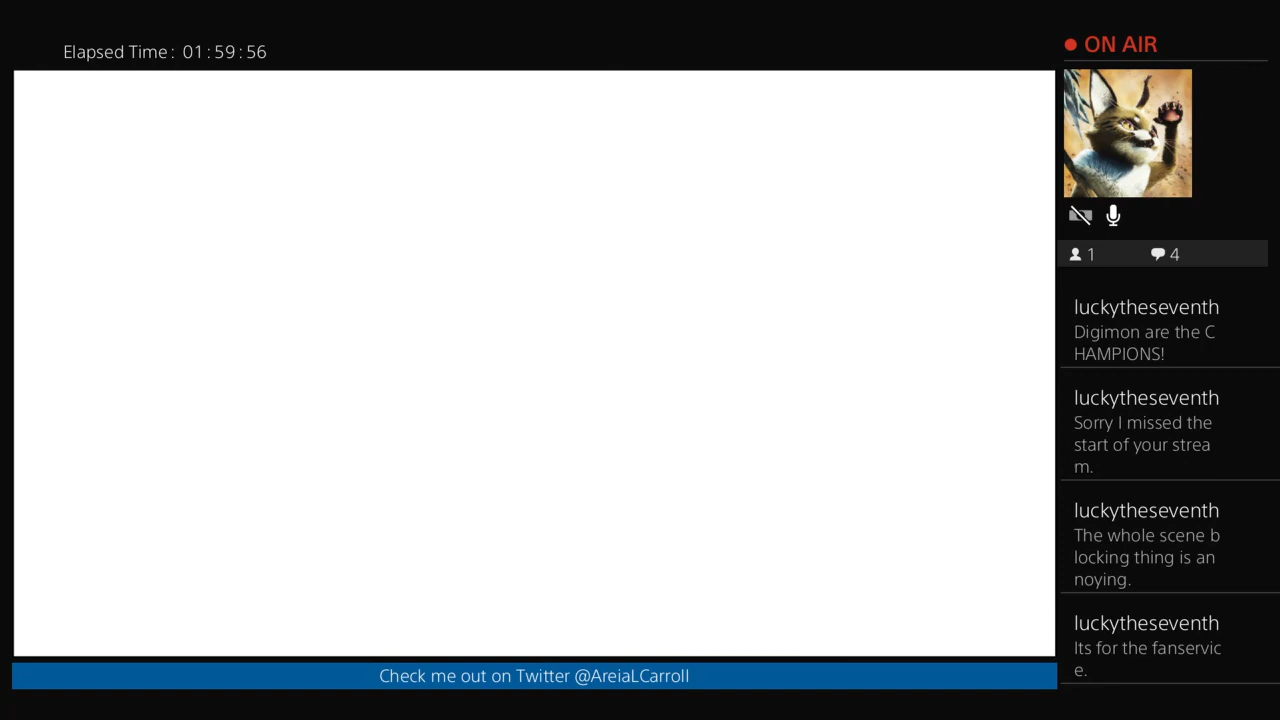 Elapsed Time: 01:59:56
ON AIR
1 4
luckytheseventh
Digimon are the C
HAMPIONS!
luckytheseventh
Sorry I missed the
start of your strea
m.
luckytheseventh
The whole scene b
locking thing is an
noying.
luckytheseventh
Its for the fanservic
e.
Check me out on Twitter @AreiaLCarroll